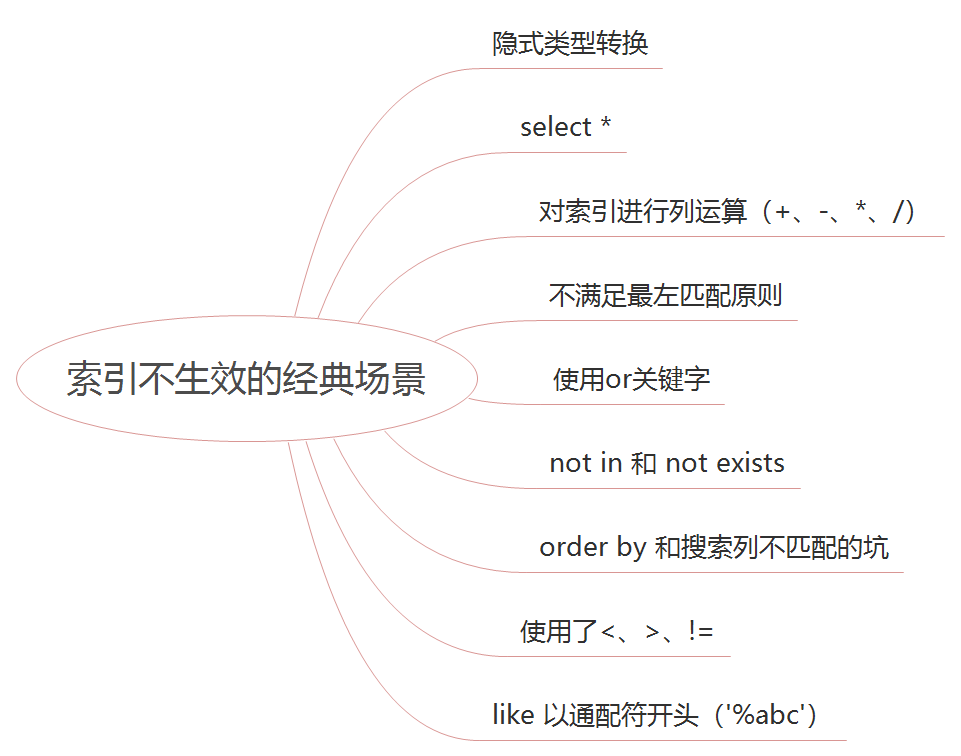 隐式类型转换
select *
对索引进行列运算（+、-、*、/）
不满足最左匹配原则
索引不生效的经典场景
使用or关键字
not in 和 not exists
order by 和搜索列不匹配的坑
使用了<、>、!=
like 以通配符开头（'%abc'）